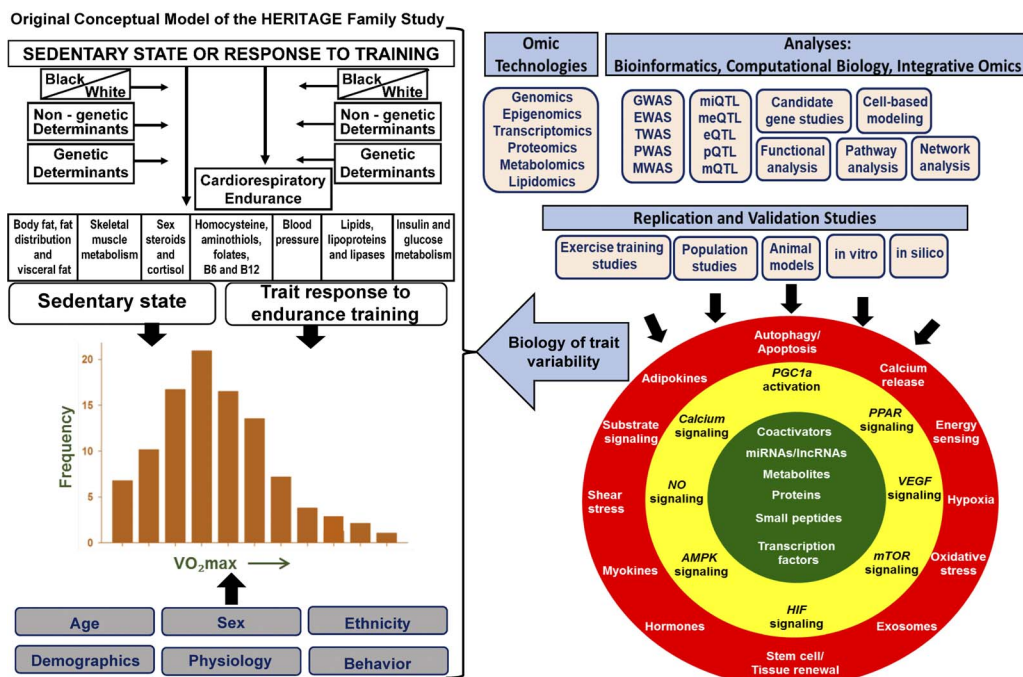 Original Conceptual Model of the HERITAGE Family Study
SEDENTARY STATE OR RESPONSE TO TRAINING
Black
White
Non - genetic
Determinants
Genetic
Determinants
Black
White
Non - genetic
Determinants
Genetic
Determinants
Cardiorespiratory
Endurance
Body fat, fat
distribution
and
visceral fat
Skeletal
muscle
metabolism
Sex
steroids
and
cortisol
Homocysteine,
aminothiols,
folates,
B6 and B12
Blood
pressure
Lipids,
lipoproteins
and lipases
Insulin and
glucose
metabolism
Sedentary state
Trait response to
endurance training
Frequency
20
15
10
5
0
VO₂max
Age
Sex
Ethnicity
Demographics
Physiology
Behavior
Biology of trait
variability
Omic
Technologies
Genomics
Epigenomics
Transcriptomics
Proteomics
Metabolomics
Lipidomics
Analyses:
Bioinformatics, Computational Biology, Integrative Omics
GWAS
EWAS
TWAS
PWAS
MWAS
miQTL
meQTL
eQTL
pQTL
mQTL
Candidate
gene studies
Cell-based
modeling
Functional
analysis
Pathway
analysis
Network
analysis
Replication and Validation Studies
Exercise training
studies
Population
studies
Animal
models
in vitro
in silico
Autophagy/
Apoptosis
Calcium
release
Energy
sensing
Hypoxia
Oxidative
stress
Exosomes
Stem cell/
Tissue renewal
Hormones
Myokines
Shear
stress
Substrate
signaling
Adipokines
PGC1a
activation
PPAR
signaling
VEGF
signaling
mTOR
signaling
HIF
signaling
AMPK
signaling
NO
signaling
Calcium
signaling
Coactivators
miRNAs/lncRNAs
Metabolites
Proteins
Small peptides
Transcription
factors